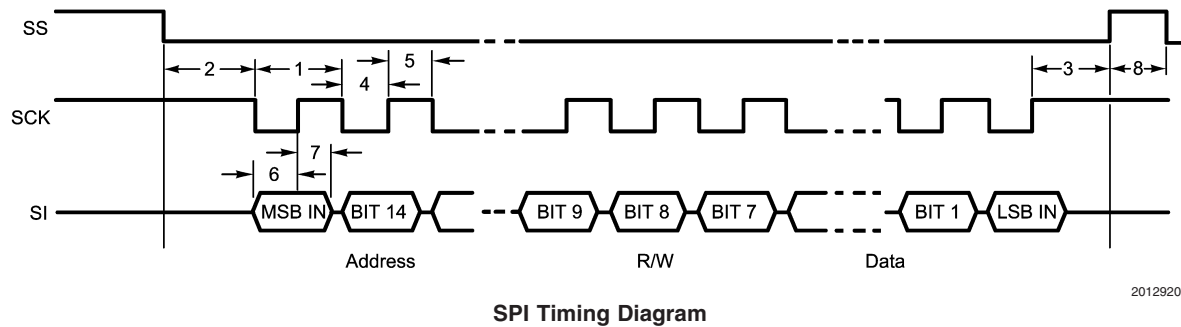 SS
2 1 4 5 3 8
SCK
6 7
SI MSB IN BIT 14 BIT 9 BIT 8 BIT 7 BIT 1 LSB IN
Address R/W Data
2012920
SPI Timing Diagram